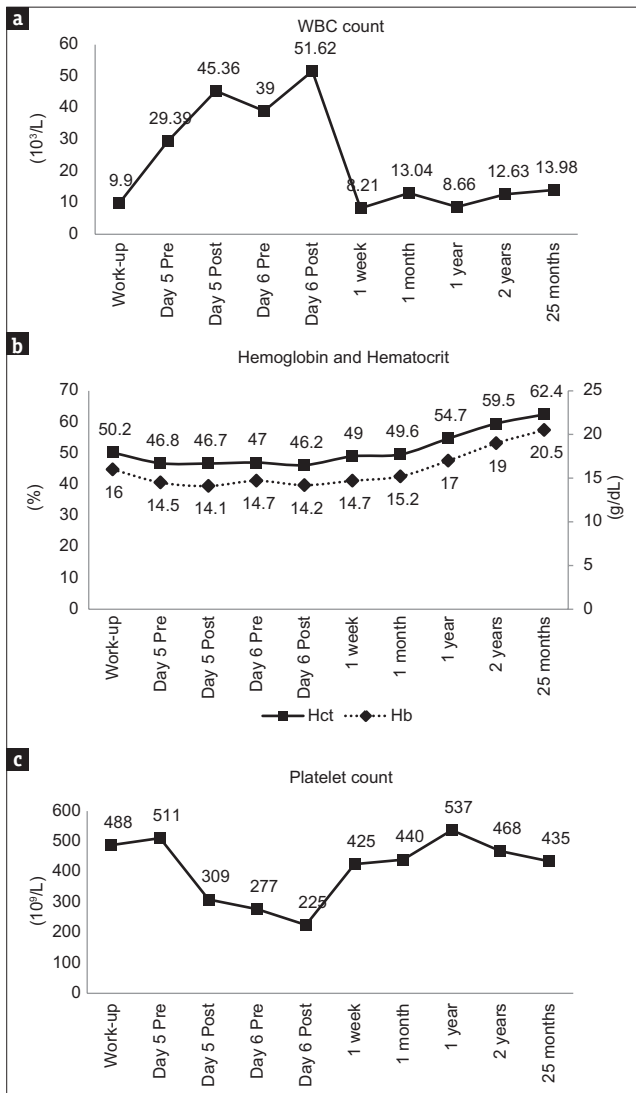 a
WBC count
60
50
40
30
20
10
0
(10³/L)
9.9
29.39
45.36
39
51.62
8.21
13.04
8.66
12.63
13.98
Work-up
Day 5 Pre
Day 5 Post
Day 6 Pre
Day 6 Post
1 week
1 month
1 year
2 years
25 months
b
Hemoglobin and Hematocrit
70
60
50
40
30
20
10
0
(%)
50.2
46.8
46.7
47
46.2
49
49.6
54.7
59.5
62.4
16
14.5
14.1
14.7
14.2
14.7
15.2
17
19
20.5
25
20
15
10
5
0
(g/dL)
Work-up
Day 5 Pre
Day 5 Post
Day 6 Pre
Day 6 Post
1 week
1 month
1 year
2 years
25 months
Hct Hb
c
Platelet count
600
500
400
300
200
100
0
(10⁹/L)
488
511
309
277
225
425
440
537
468
435
Work-up
Day 5 Pre
Day 5 Post
Day 6 Pre
Day 6 Post
1 week
1 month
1 year
2 years
25 months